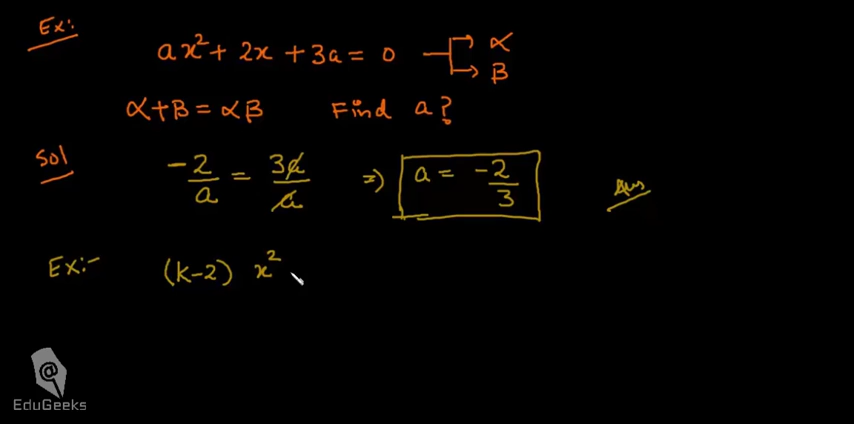 Ex:
ax² + 2x + 3a = 0 → α → β
α+β = αβ Find a?
Sol
-2/a = 3a/a => a = -2/3 Ans
Ex:- (K-2) x²
@
EduGeeks